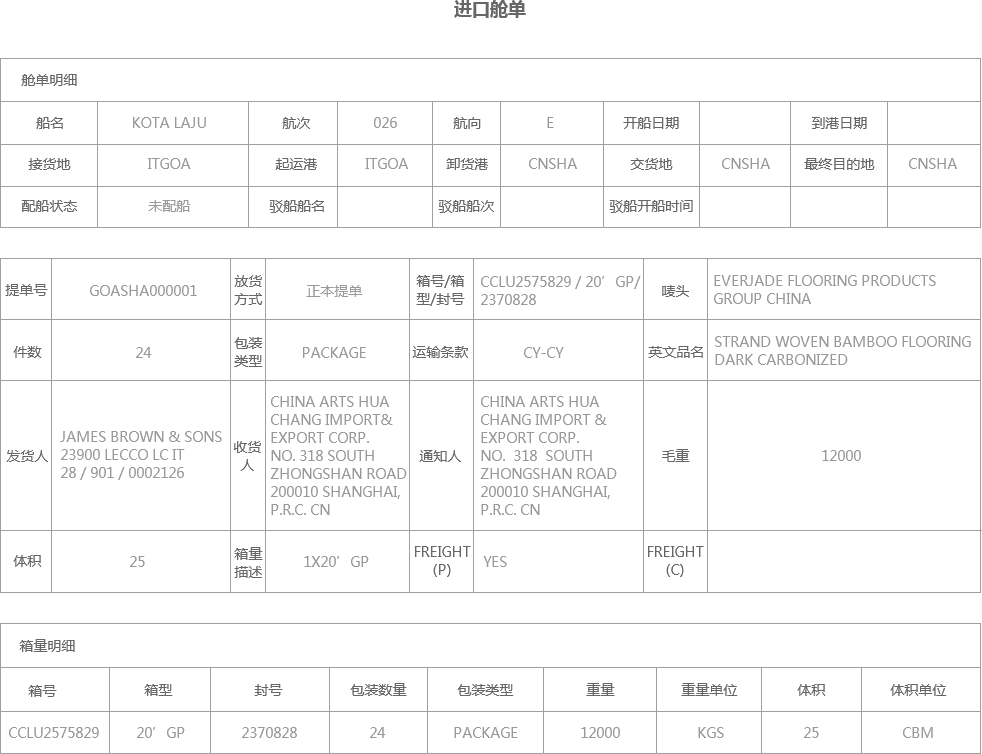 进口舱单
舱单明细
船名 KOTA LAJU 航次 026 航向 E 开船日期 到港日期
接货地 ITGOA 起运港 ITGOA 卸货港 CNSHA 交货地 CNSHA 最终目的地 CNSHA
配船状态 未配船 驳船船名 驳船船次 驳船开船时间
提单号 GOASHA000001 放货
方式 正本提单 箱号/箱
型/封号 CCLU2575829 / 20’ GP/
2370828 唛头 EVERJADE FLOORING PRODUCTS
GROUP CHINA
件数 24 包装
类型 PACKAGE 运输条款 CY-CY 英文品名 STRAND WOVEN BAMBOO FLOORING
DARK CARBONIZED
发货人 JAMES BROWN & SONS
23900 LECCO LC IT
28 / 901 / 0002126
收货
人
CHINA ARTS HUA
CHANG IMPORT&
EXPORT CORP.
NO. 318 SOUTH
ZHONGSHAN ROAD
200010 SHANGHAI,
P.R.C. CN
通知人
CHINA ARTS HUA
CHANG IMPORT &
EXPORT CORP.
NO. 318 SOUTH
ZHONGSHAN ROAD
200010 SHANGHAI,
P.R.C. CN
毛重 12000
体积 25 箱量
描述 1X20’ GP FREIGHT
(P) YES FREIGHT
(C)
箱量明细
箱号 箱型 封号 包装数量 包装类型 重量 重量单位 体积 体积单位
CCLU2575829 20’ GP 2370828 24 PACKAGE 12000 KGS 25 CBM